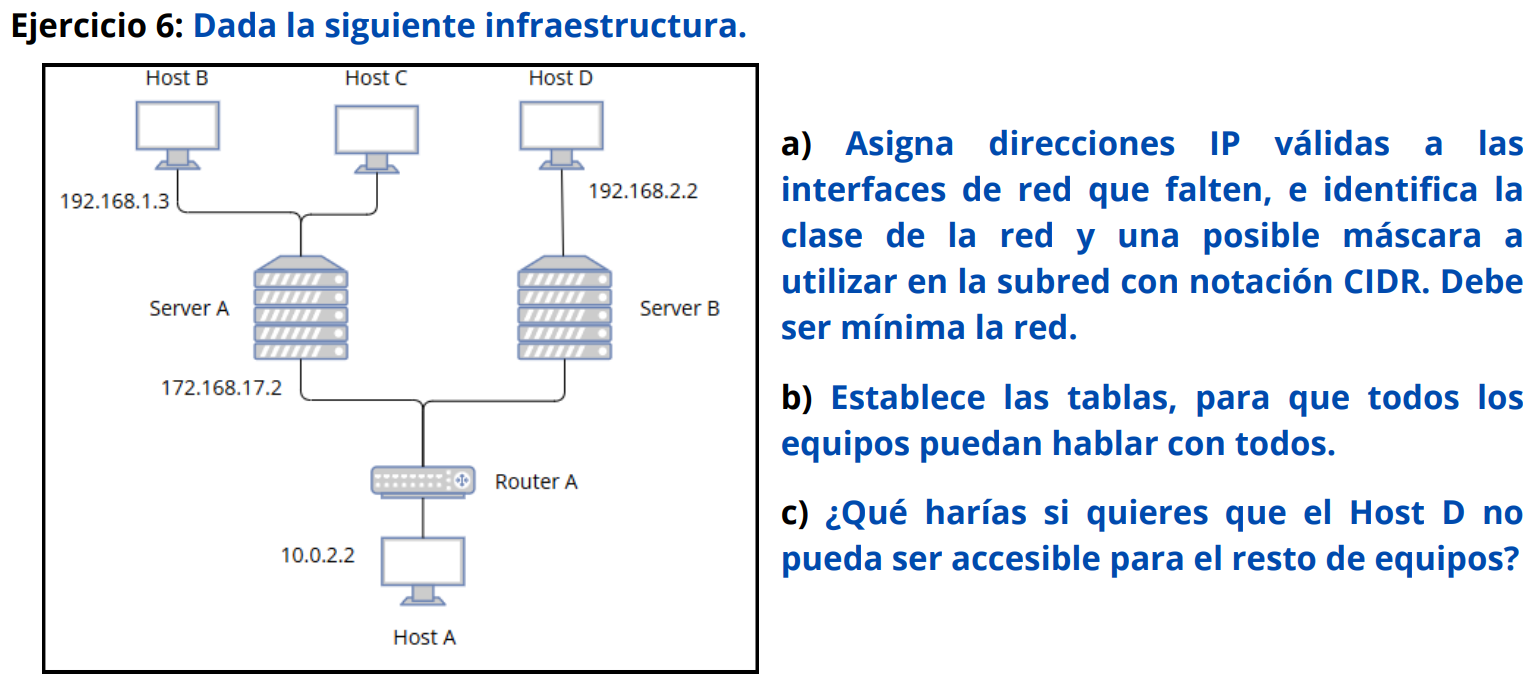 Ejercicio 6: Dada la siguiente infraestructura.
Host B
Host C
Host D
192.168.1.3
192.168.2.2
Server A
Server B
172.168.17.2
Router A
10.0.2.2
Host A
a) Asigna direcciones IP válidas a las
interfaces de red que falten, e identifica la
clase de la red y una posible máscara a
utilizar en la subred con notación CIDR. Debe
ser mínima la red.
b) Establece las tablas, para que todos los
equipos puedan hablar con todos.
c) ¿Qué harías si quieres que el Host D no
pueda ser accesible para el resto de equipos?